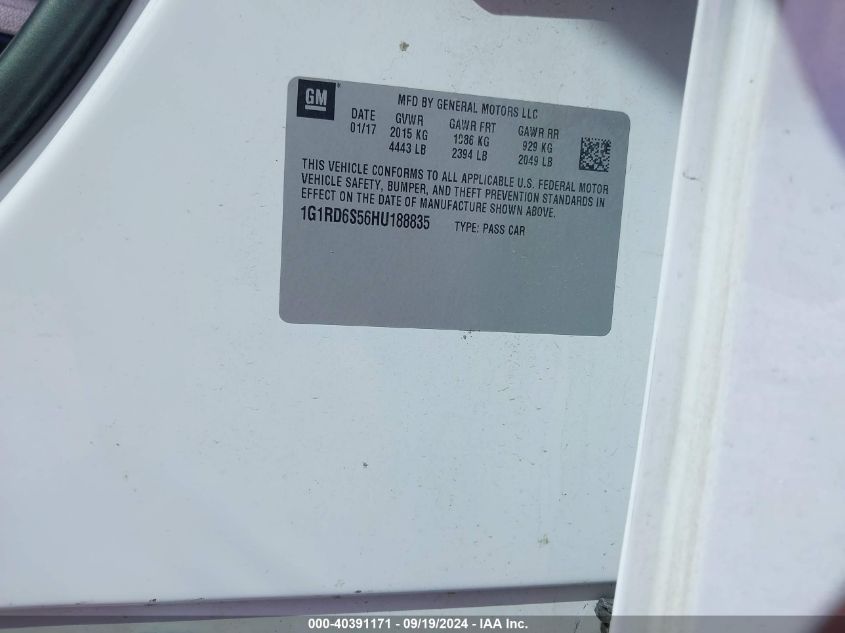 GM ®
MFD BY GENERAL MOTORS LLC
DATE GVWR GAWR FRT GAWR RR
01/17 2015 KG 1086 KG 929 KG
4443 LB 2394 LB 2049 LB
THIS VEHICLE CONFORMS TO ALL APPLICABLE U.S. FEDERAL MOTOR
VEHICLE SAFETY, BUMPER, AND THEFT PREVENTION STANDARDS IN
EFFECT ON THE DATE OF MANUFACTURE SHOWN ABOVE.
1G1RD6S56HU188835 TYPE: PASS CAR
000-40391171 - 09/19/2024 - IAA Inc.